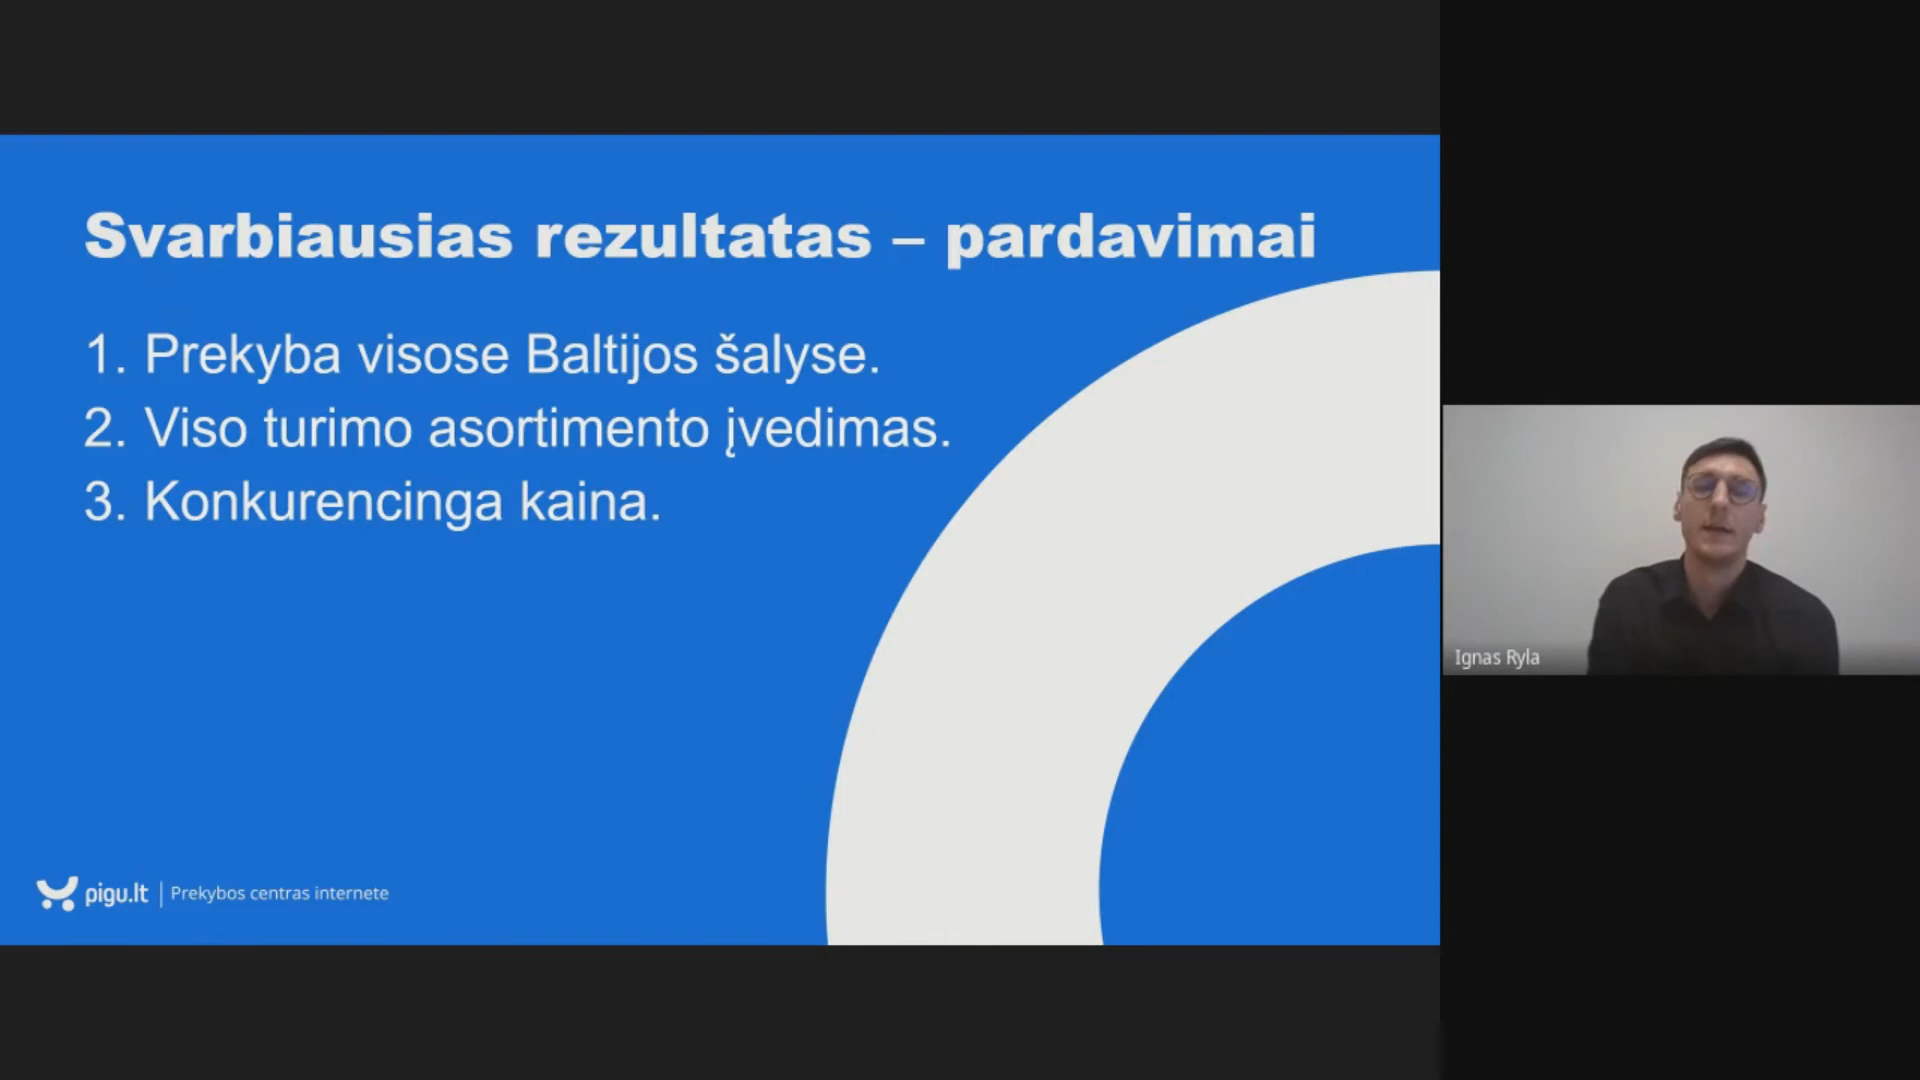 Svarbiausias rezultatas – pardavimai
1. Prekyba visose Baltijos šalyse.
2. Viso turimo asortimento įvedimas.
3. Konkurencinga kaina.
pigu.lt | Prekybos centras internete
Ignas Ryla